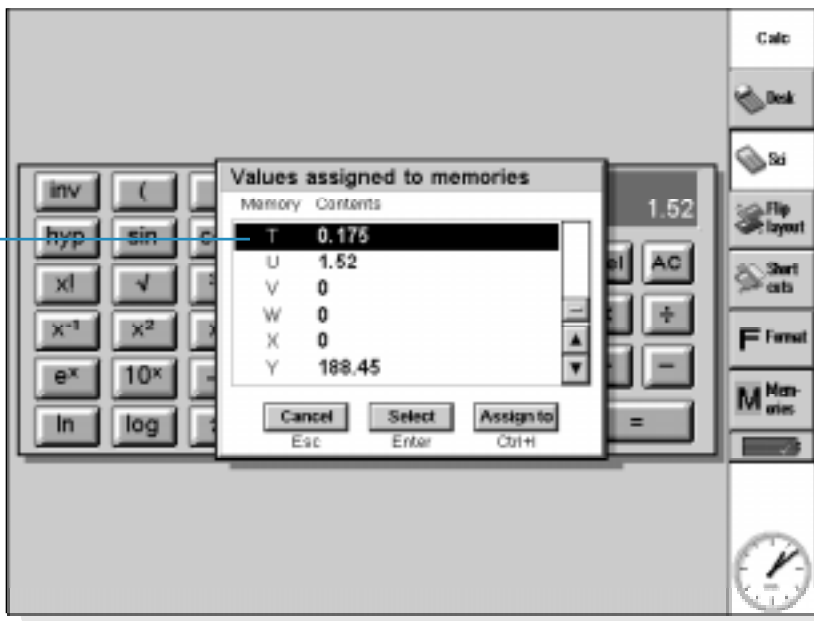 Calc
Desk
Sci
Flip layout
Short cuts
F Format
M Mem-ories
inv
(
hyp
sin
x!
√
x⁻¹
x²
eˣ
10ˣ
ln
log
Values assigned to memories
Memory Contents
T 0.175
U 1.52
V 0
W 0
X 0
Y 188.45
Cancel
Select
Assign to
Esc
Enter
1.52
AC
÷
−
=